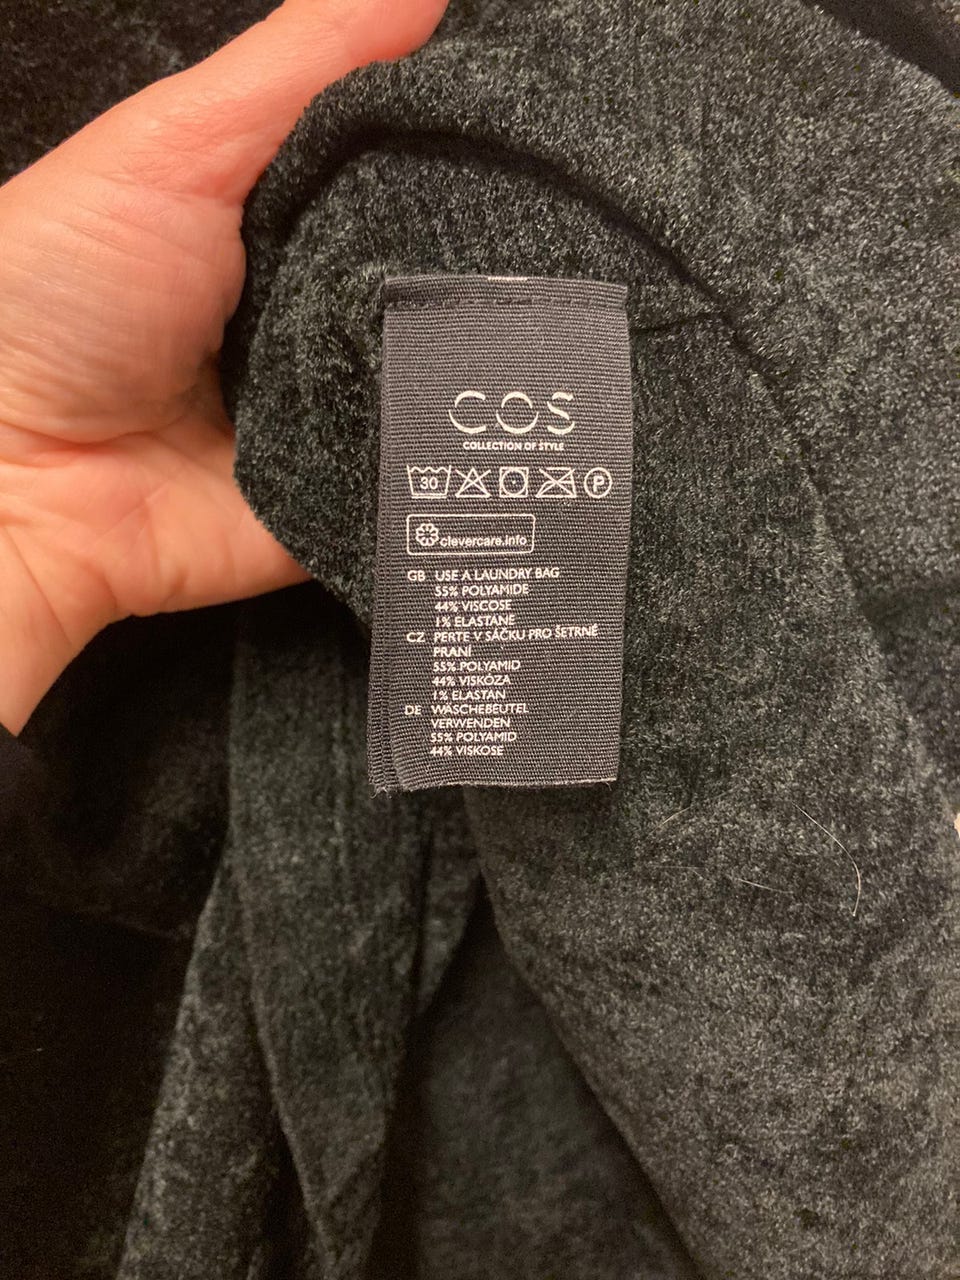 COS
COLLECTION OF STYLE
30 P
clevercare.info
GB USE A LAUNDRY BAG
55% POLYAMIDE
44% VISCOSE
1% ELASTANE
CZ PERTE V SÁČKU PRO ŠETRNÉ
PRANÍ
55% POLYAMID
44% VISKÓZA
1% ELASTAN
DE WÄSCHEBEUTEL
VERWENDEN
55% POLYAMID
44% VISKOSE